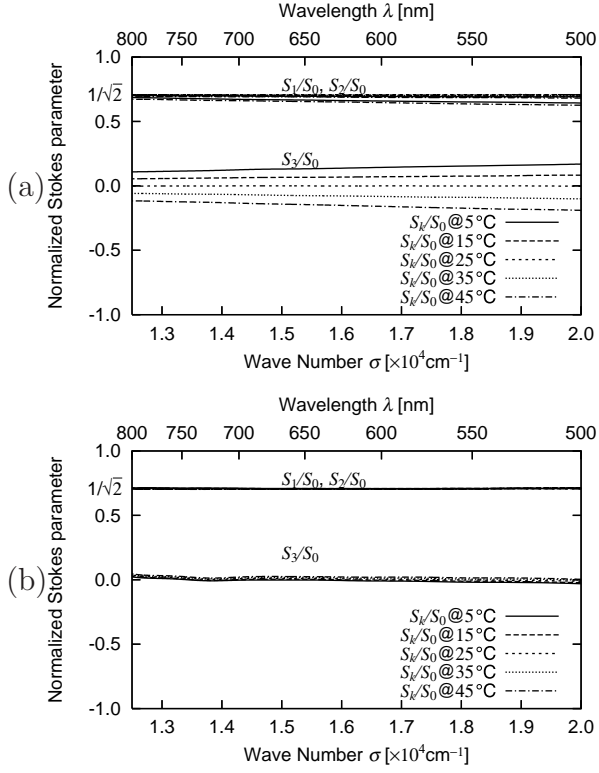 Wavelength λ [nm]
800 750 700 650 600 550 500
1.0
1/√2
0.5
0.0
-0.5
-1.0
Normalized Stokes parameter
(a)
S1/S0, S2/S0
S3/S0
Sk/S0@5°C
Sk/S0@15°C
Sk/S0@25°C
Sk/S0@35°C
Sk/S0@45°C
1.3 1.4 1.5 1.6 1.7 1.8 1.9 2.0
Wave Number σ [×10⁴cm⁻¹]
Wavelength λ [nm]
800 750 700 650 600 550 500
1.0
1/√2
0.5
0.0
-0.5
-1.0
Normalized Stokes parameter
(b)
S1/S0, S2/S0
S3/S0
Sk/S0@5°C
Sk/S0@15°C
Sk/S0@25°C
Sk/S0@35°C
Sk/S0@45°C
1.3 1.4 1.5 1.6 1.7 1.8 1.9 2.0
Wave Number σ [×10⁴cm⁻¹]